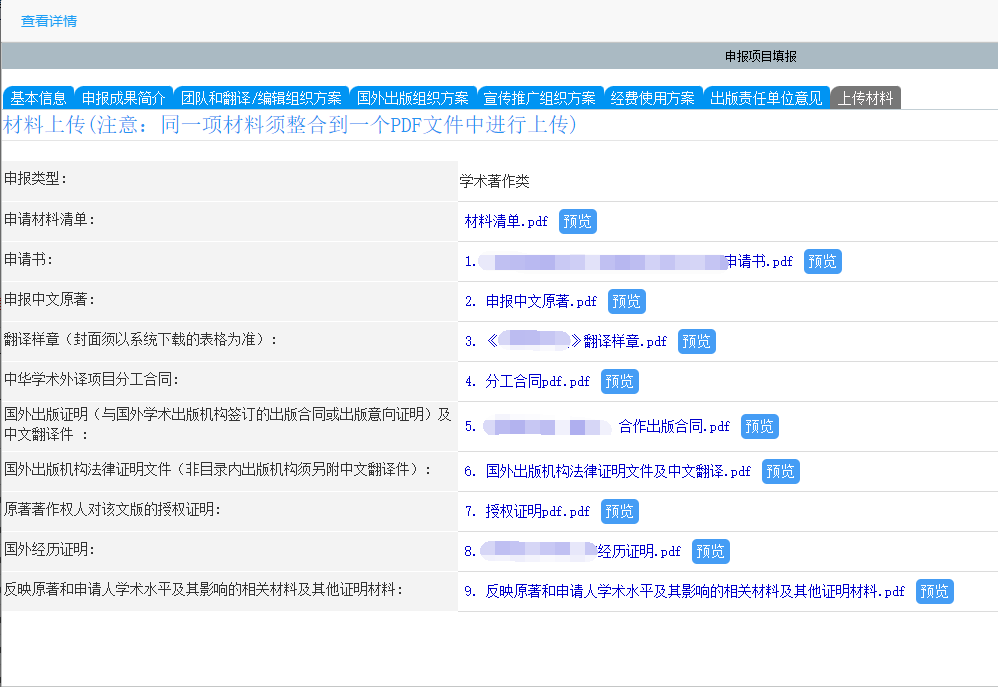 查看详情
申报项目填报
基本信息 申报成果简介 团队和翻译/编辑组织方案 国外出版组织方案 宣传推广组织方案 经费使用方案 出版责任单位意见 上传材料
材料上传(注意：同一项材料须整合到一个PDF文件中进行上传)
申报类型: 学术著作类
申请材料清单: 材料清单.pdf 预览
申请书: 1. 申请书.pdf 预览
申报中文原著: 2. 申报中文原著.pdf 预览
翻译样章（封面须以系统下载的表格为准）: 3. 《 》翻译样章.pdf 预览
中华学术外译项目分工合同: 4. 分工合同pdf.pdf 预览
国外出版证明（与国外学术出版机构签订的出版合同或出版意向证明）及
中文翻译件 : 5. 合作出版合同.pdf 预览
国外出版机构法律证明文件（非目录内出版机构须另附中文翻译件）: 6. 国外出版机构法律证明文件及中文翻译.pdf 预览
原著著作权人对该文版的授权证明: 7. 授权证明pdf.pdf 预览
国外经历证明: 8. 经历证明.pdf 预览
反映原著和申请人学术水平及其影响的相关材料及其他证明材料: 9. 反映原著和申请人学术水平及其影响的相关材料及其他证明材料.pdf 预览